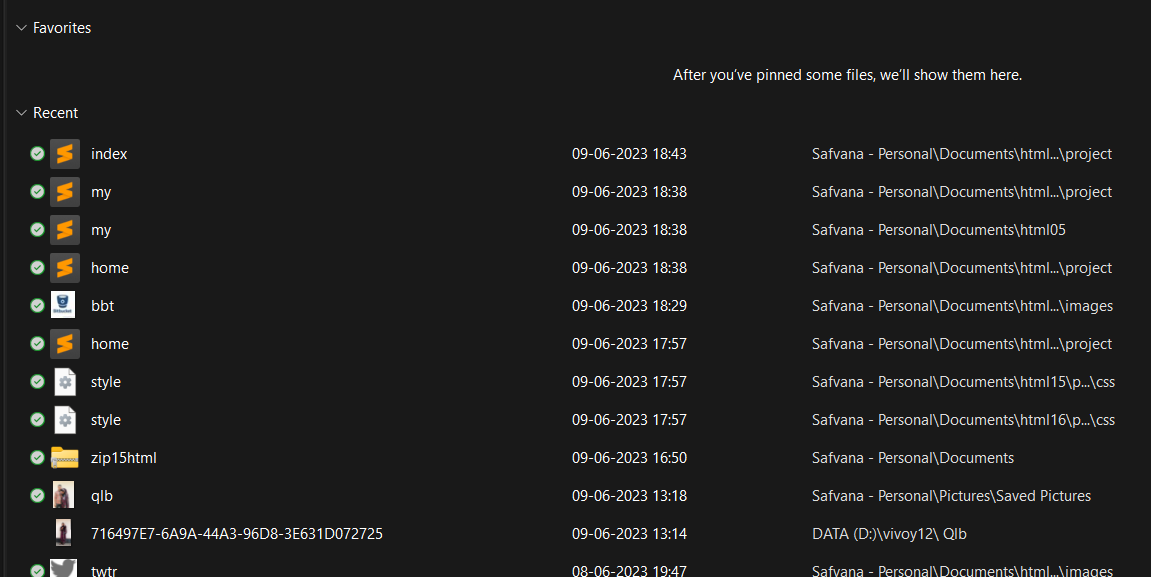 Favorites
After you've pinned some files, we'll show them here.
Recent
index 09-06-2023 18:43 Safvana - Personal\Documents\html...\project
my 09-06-2023 18:38 Safvana - Personal\Documents\html...\project
my 09-06-2023 18:38 Safvana - Personal\Documents\html05
home 09-06-2023 18:38 Safvana - Personal\Documents\html...\project
bbt 09-06-2023 18:29 Safvana - Personal\Documents\html...\images
home 09-06-2023 17:57 Safvana - Personal\Documents\html...\project
style 09-06-2023 17:57 Safvana - Personal\Documents\html15\p...\css
style 09-06-2023 17:57 Safvana - Personal\Documents\html16\p...\css
zip15html 09-06-2023 16:50 Safvana - Personal\Documents
qlb 09-06-2023 13:18 Safvana - Personal\Pictures\Saved Pictures
716497E7-6A9A-44A3-96D8-3E631D072725 09-06-2023 13:14 DATA (D:)\vivoy12\ Qlb
twtr 08-06-2023 19:47 Safvana - Personal\Documents\html...\images